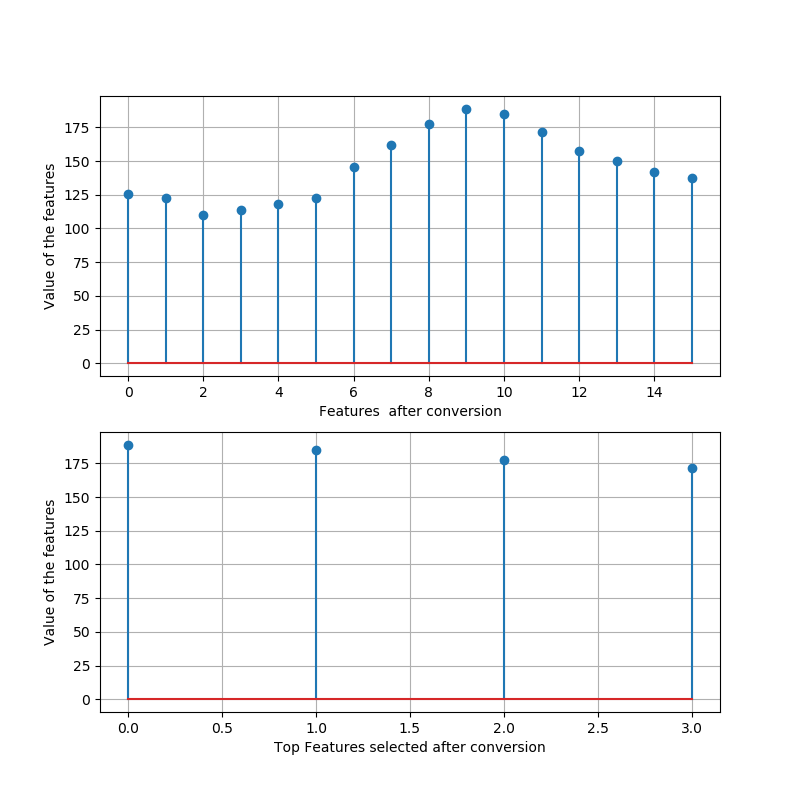 175
150
125
100
75
50
25
0
Value of the features
0 2 4 6 8 10 12 14
Features  after conversion
175
150
125
100
75
50
25
0
Value of the features
0.0 0.5 1.0 1.5 2.0 2.5 3.0
Top Features selected after conversion